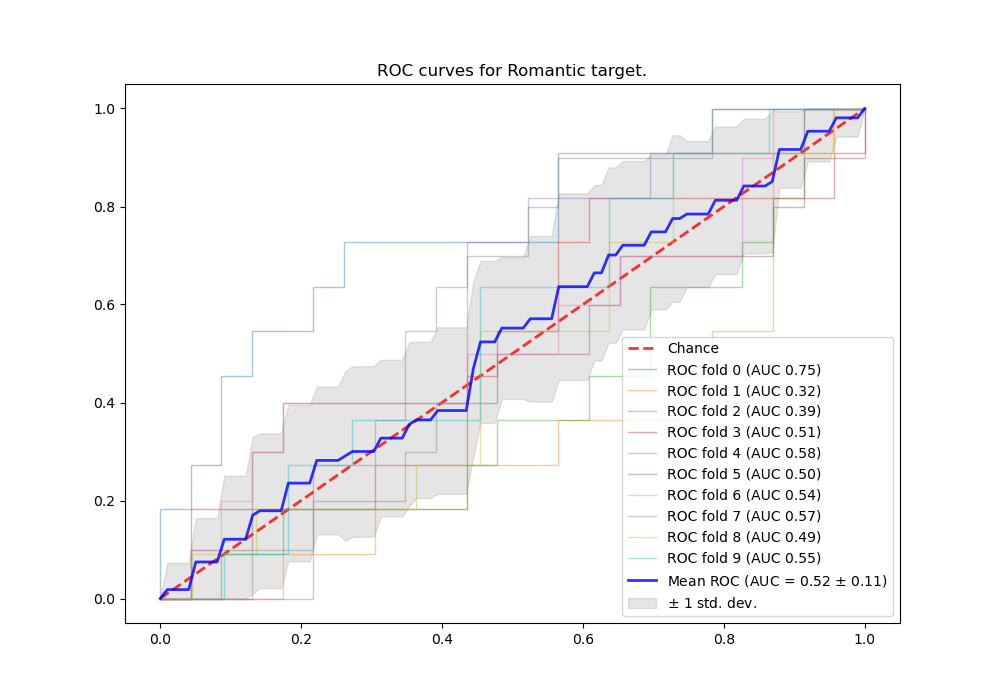 ROC curves for Romantic target.
1.0
0.8
0.6
0.4
0.2
0.0
0.0 0.2 0.4 0.6 0.8 1.0
Chance
ROC fold 0 (AUC 0.75)
ROC fold 1 (AUC 0.32)
ROC fold 2 (AUC 0.39)
ROC fold 3 (AUC 0.51)
ROC fold 4 (AUC 0.58)
ROC fold 5 (AUC 0.50)
ROC fold 6 (AUC 0.54)
ROC fold 7 (AUC 0.57)
ROC fold 8 (AUC 0.49)
ROC fold 9 (AUC 0.55)
Mean ROC (AUC = 0.52 ± 0.11)
± 1 std. dev.